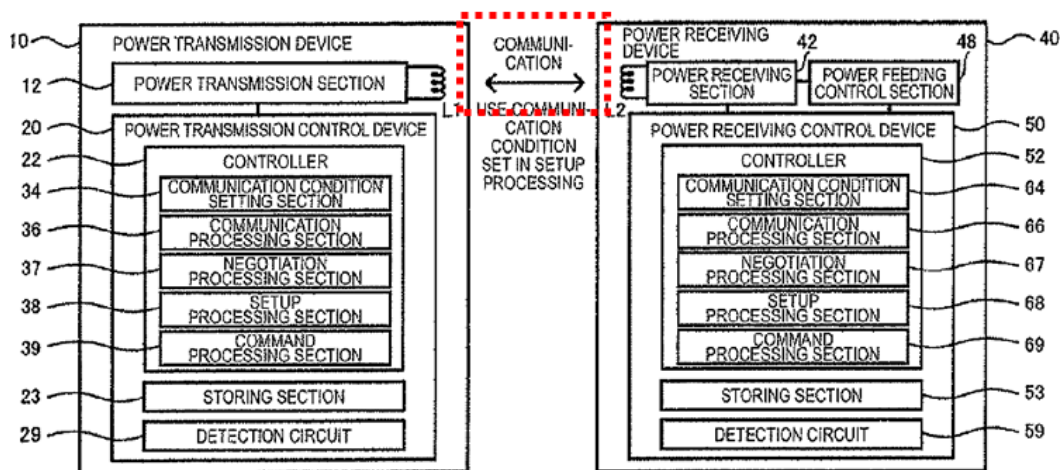 10
POWER TRANSMISSION DEVICE
12
POWER TRANSMISSION SECTION
L1
20
POWER TRANSMISSION CONTROL DEVICE
22
CONTROLLER
34
COMMUNICATION CONDITION
SETTING SECTION
36
COMMUNICATION
PROCESSING SECTION
37
NEGOTIATION
PROCESSING SECTION
38
SETUP
PROCESSING SECTION
39
COMMAND
PROCESSING SECTION
23
STORING SECTION
29
DETECTION CIRCUIT
COMMUNI-
CATION
USE COMMUNI-
CATION
CONDITION
SET IN SETUP
PROCESSING
POWER RECEIVING
DEVICE
40
42
48
POWER RECEIVING
SECTION
POWER FEEDING
CONTROL SECTION
L2
POWER RECEIVING CONTROL DEVICE
50
CONTROLLER
52
COMMUNICATION CONDITION
SETTING SECTION
64
COMMUNICATION
PROCESSING SECTION
66
NEGOTIATION
PROCESSING SECTION
67
SETUP
PROCESSING SECTION
68
COMMAND
PROCESSING SECTION
69
STORING SECTION
53
DETECTION CIRCUIT
59